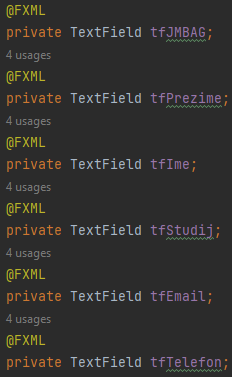 @FXML
private TextField tfJMBAG;
4 usages
@FXML
private TextField tfPrezime;
4 usages
@FXML
private TextField tfIme;
4 usages
@FXML
private TextField tfStudij;
4 usages
@FXML
private TextField tfEmail;
4 usages
@FXML
private TextField tfTelefon;